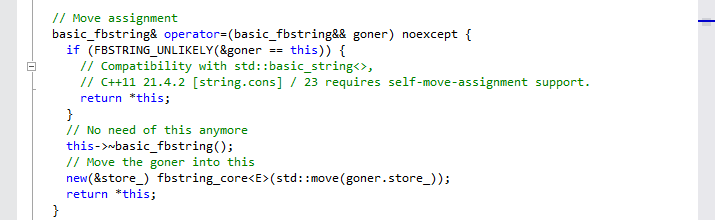 // Move assignment
basic_fbstring& operator=(basic_fbstring&& goner) noexcept {
if (FBSTRING_UNLIKELY(&goner == this)) {
// Compatibility with std::basic_string<>,
// C++11 21.4.2 [string.cons] / 23 requires self-move-assignment support.
return *this;
}
// No need of this anymore
this->~basic_fbstring();
// Move the goner into this
new(&store_) fbstring_core<E>(std::move(goner.store_));
return *this;
}